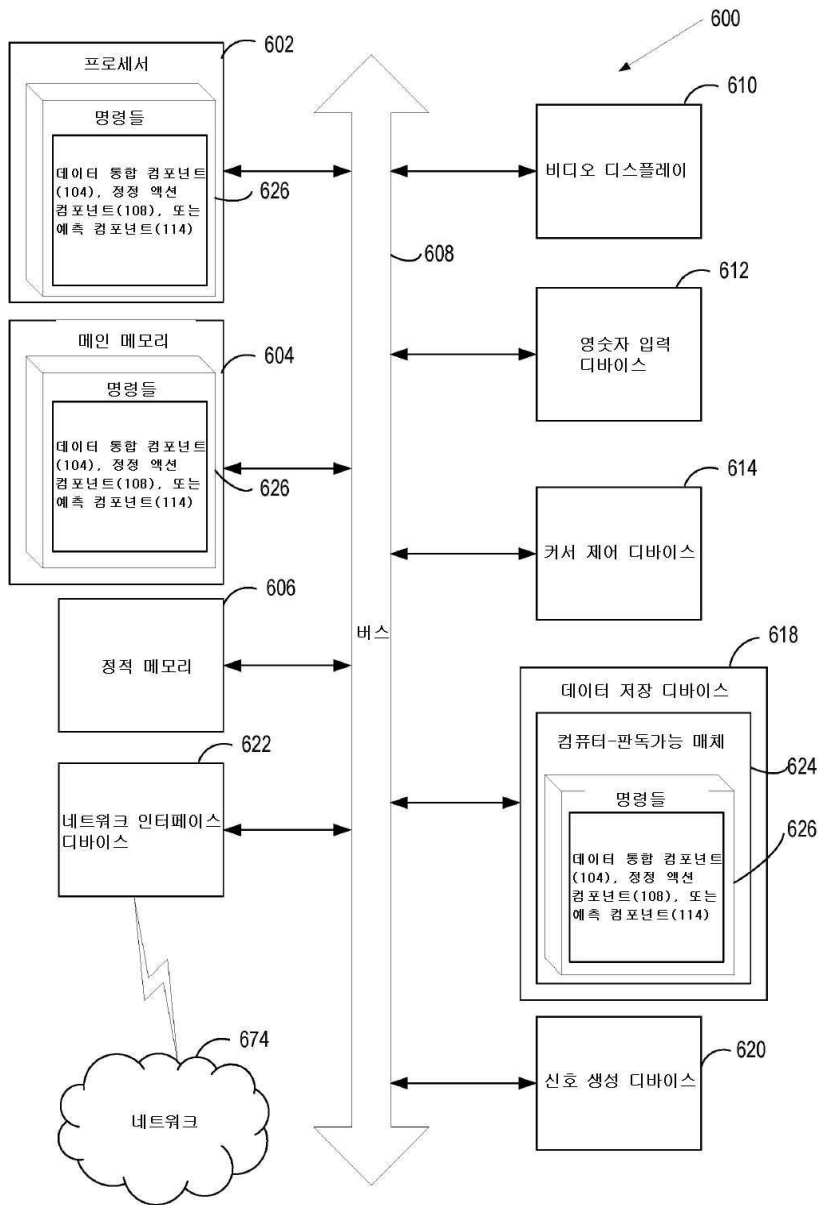 600
602
프로세서
명령들
데이터 통합 컴포넌트
(104), 정정 액션
컴포넌트(108), 또는
예측 컴포넌트(114)
626
604
메인 메모리
명령들
데이터 통합 컴포넌트
(104), 정정 액션
컴포넌트(108), 또는
예측 컴포넌트(114)
626
606
정적 메모리
622
네트워크 인터페이스
디바이스
674
네트워크
608
버스
610
비디오 디스플레이
612
영숫자 입력
디바이스
614
커서 제어 디바이스
618
데이터 저장 디바이스
컴퓨터-판독가능 매체
624
명령들
626
데이터 통합 컴포넌트
(104), 정정 액션
컴포넌트(108), 또는
예측 컴포넌트(114)
620
신호 생성 디바이스